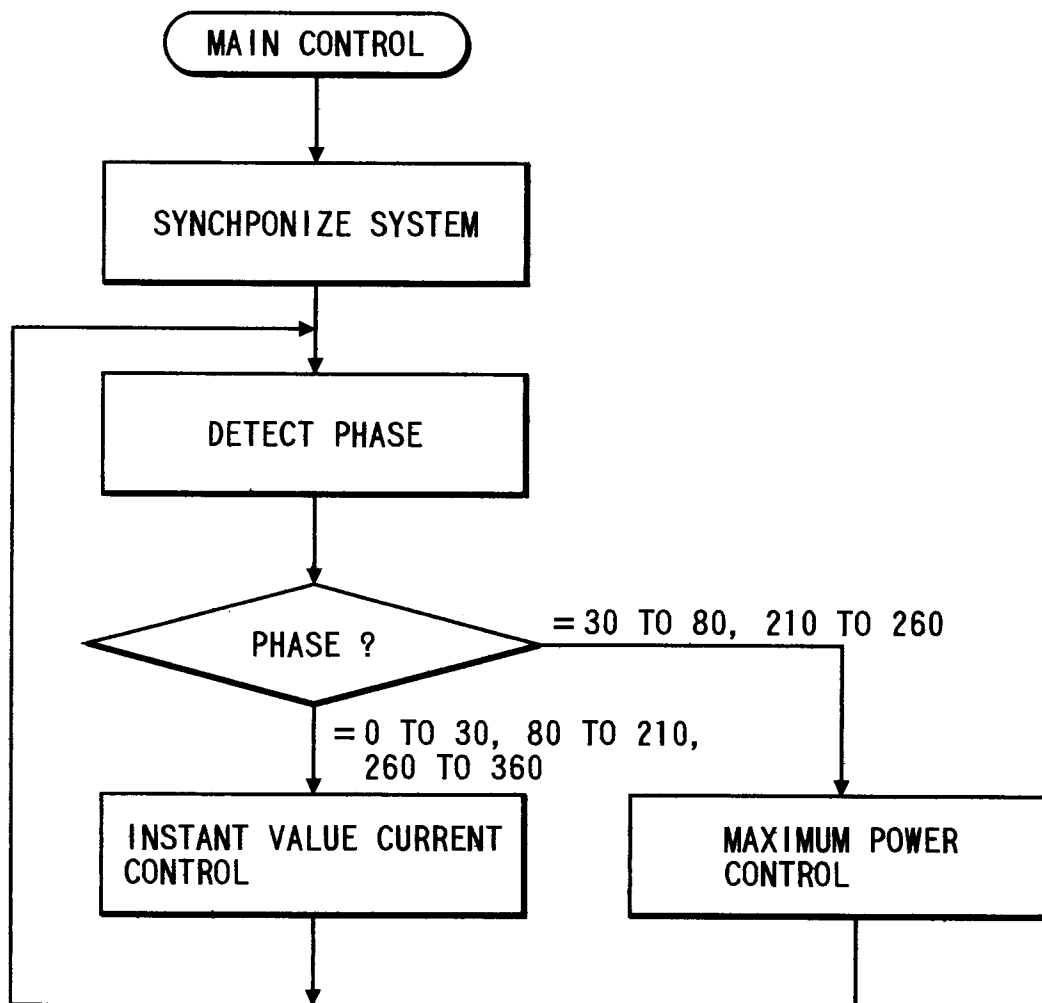 MAIN CONTROL
SYNCHPONIZE SYSTEM
DETECT PHASE
PHASE ?
=30 TO 80, 210 TO 260
=0 TO 30, 80 TO 210,
260 TO 360
INSTANT VALUE CURRENT
CONTROL
MAXIMUM POWER
CONTROL